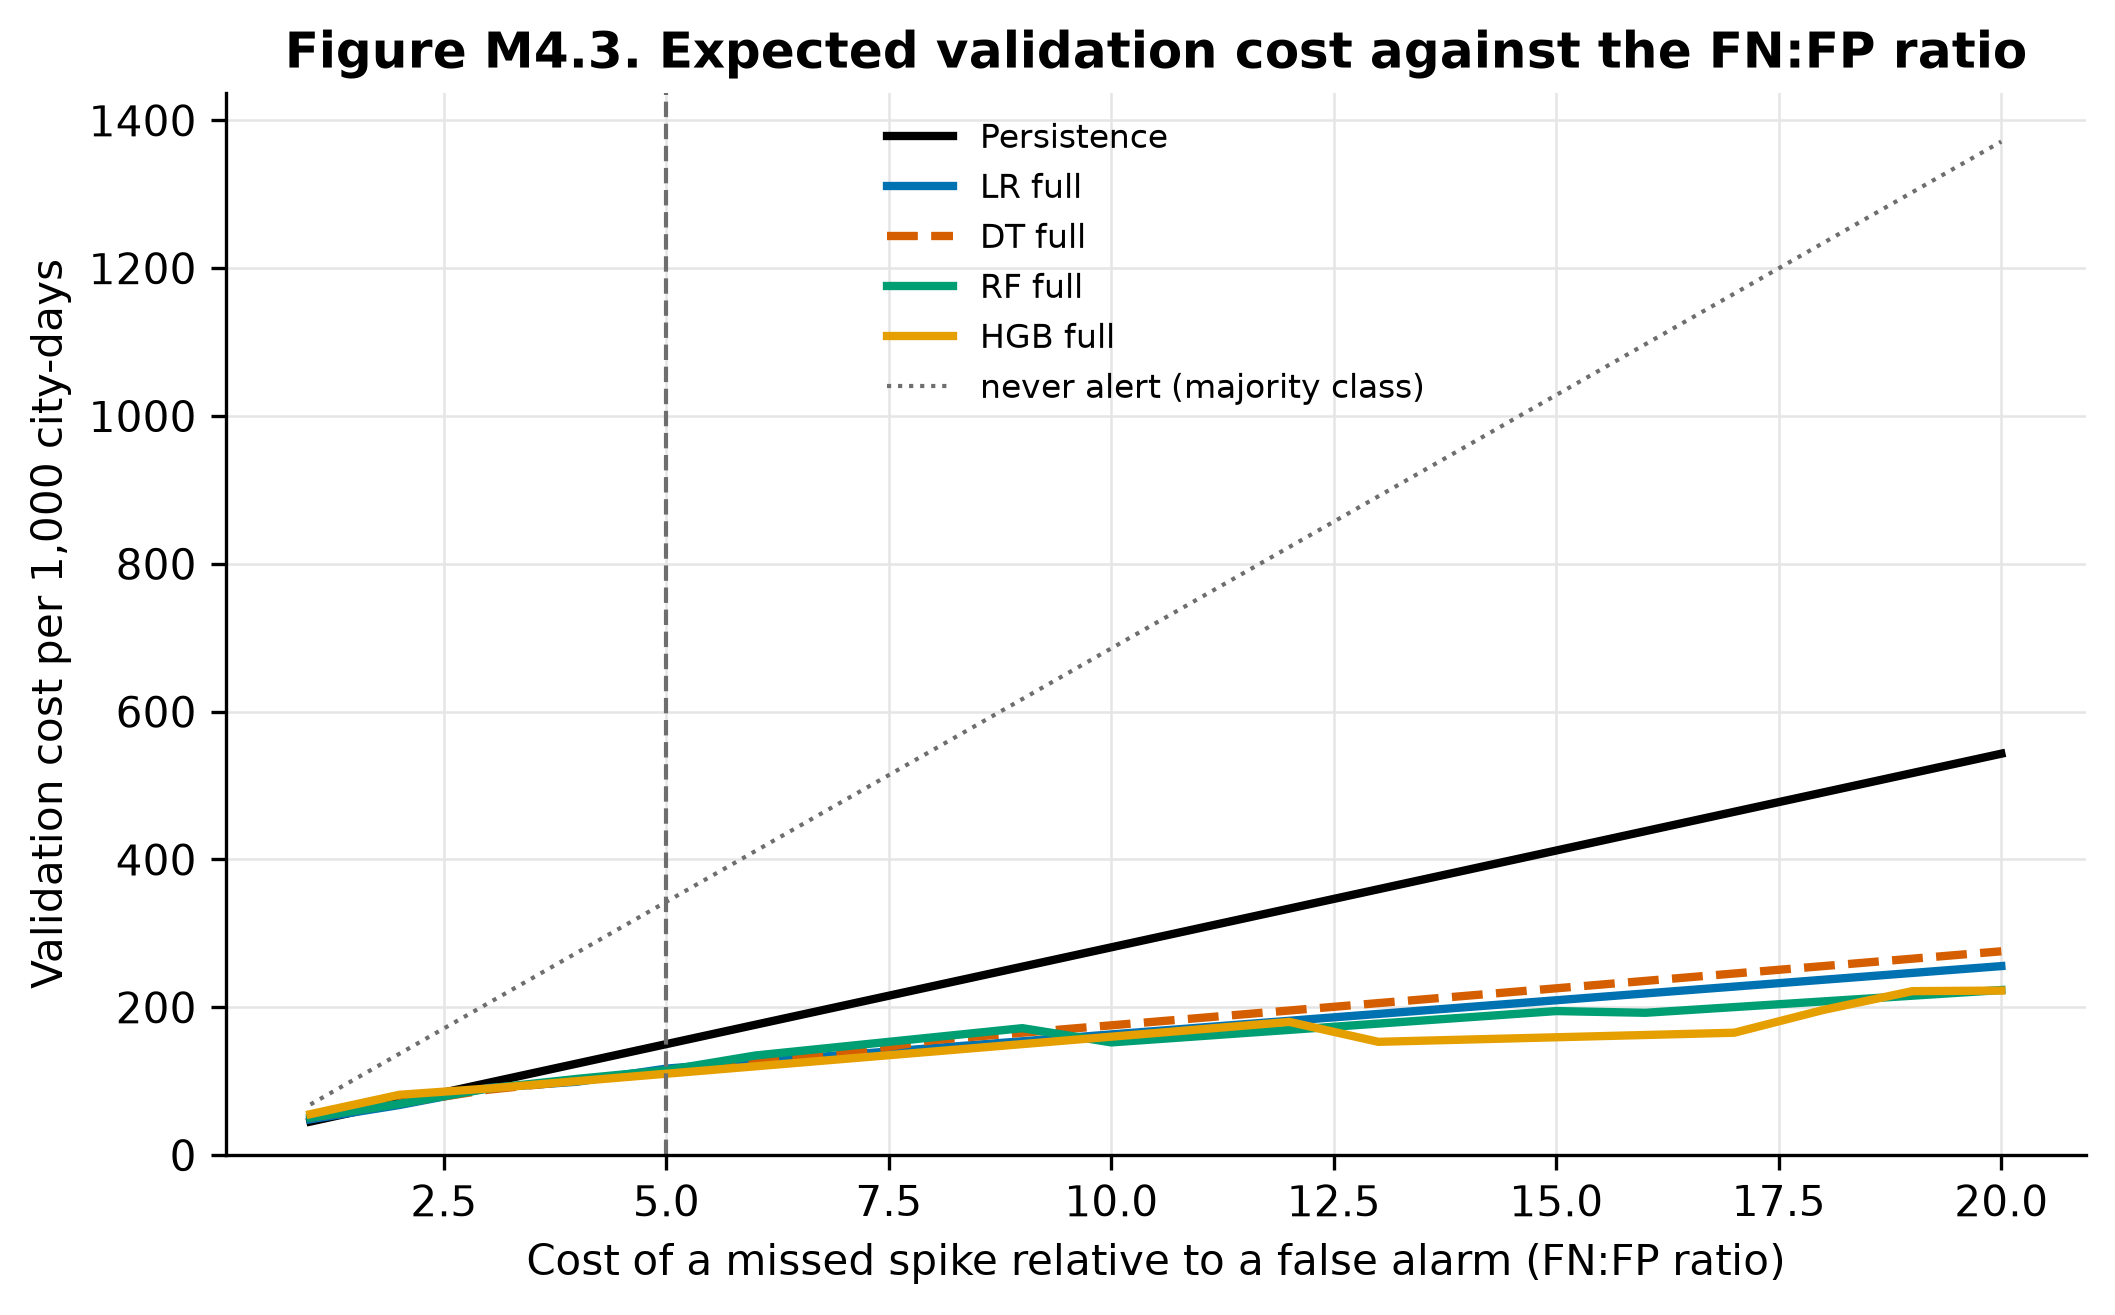 Figure M4.3. Expected validation cost against the FN:FP ratio
Validation cost per 1,000 city-days
1400
1200
1000
800
600
400
200
0
Persistence
LR full
DT full
RF full
HGB full
never alert (majority class)
2.5 5.0 7.5 10.0 12.5 15.0 17.5 20.0
Cost of a missed spike relative to a false alarm (FN:FP ratio)